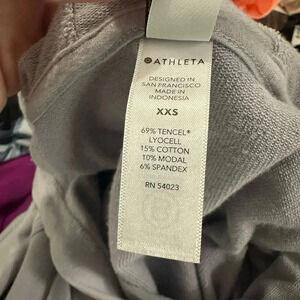 ATHLETA
DESIGNED IN
SAN FRANCISCO
MADE IN
INDONESIA
XXS
69% TENCEL®
LYOCELL
15% COTTON
10% MODAL
6% SPANDEX
RN 54023